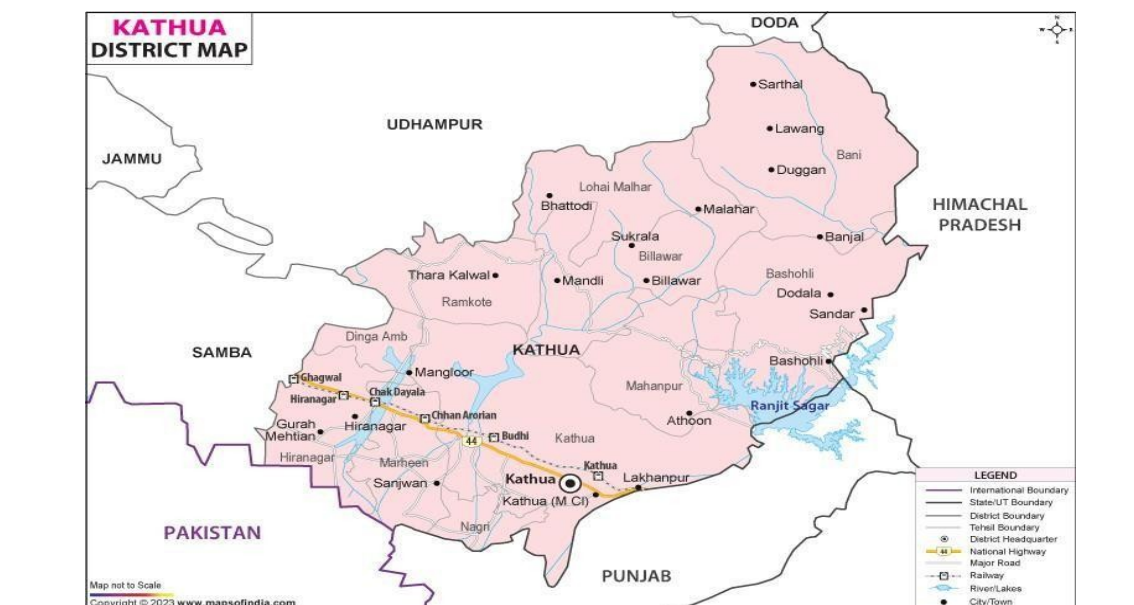 KATHUA
DISTRICT MAP
DODA
N
W
E
S
Sarthal
UDHAMPUR
Lawang
JAMMU
Bani
Duggan
Lohai Malhar
Bhattodi
Malahar
HIMACHAL
PRADESH
Sukrala
Banjal
Billawar
Thara Kalwal
Mandli
Billawar
Bashohli
Dodala
Ramkote
Sandar
Dinga Amb
SAMBA
KATHUA
Bashohli
Ghagwal
Mangloor
Mahanpur
Hiranagar
Chak Dayala
Ranjit Sagar
Chhan Arorian
Athoon
Gurah
Mehtian
Hiranagar
44
Budhi
Kathua
Hiranagar
Marheen
Kathua
Sanjwan
Kathua
Lakhanpur
Kathua (M Cl)
Nagri
PAKISTAN
PUNJAB
LEGEND
International Boundary
State/UT Boundary
District Boundary
Tehsil Boundary
District Headquarter
44 National Highway
Major Road
Railway
River/Lakes
City/Town
Map not to Scale
Copyright © 2023 www.mapsofindia.com